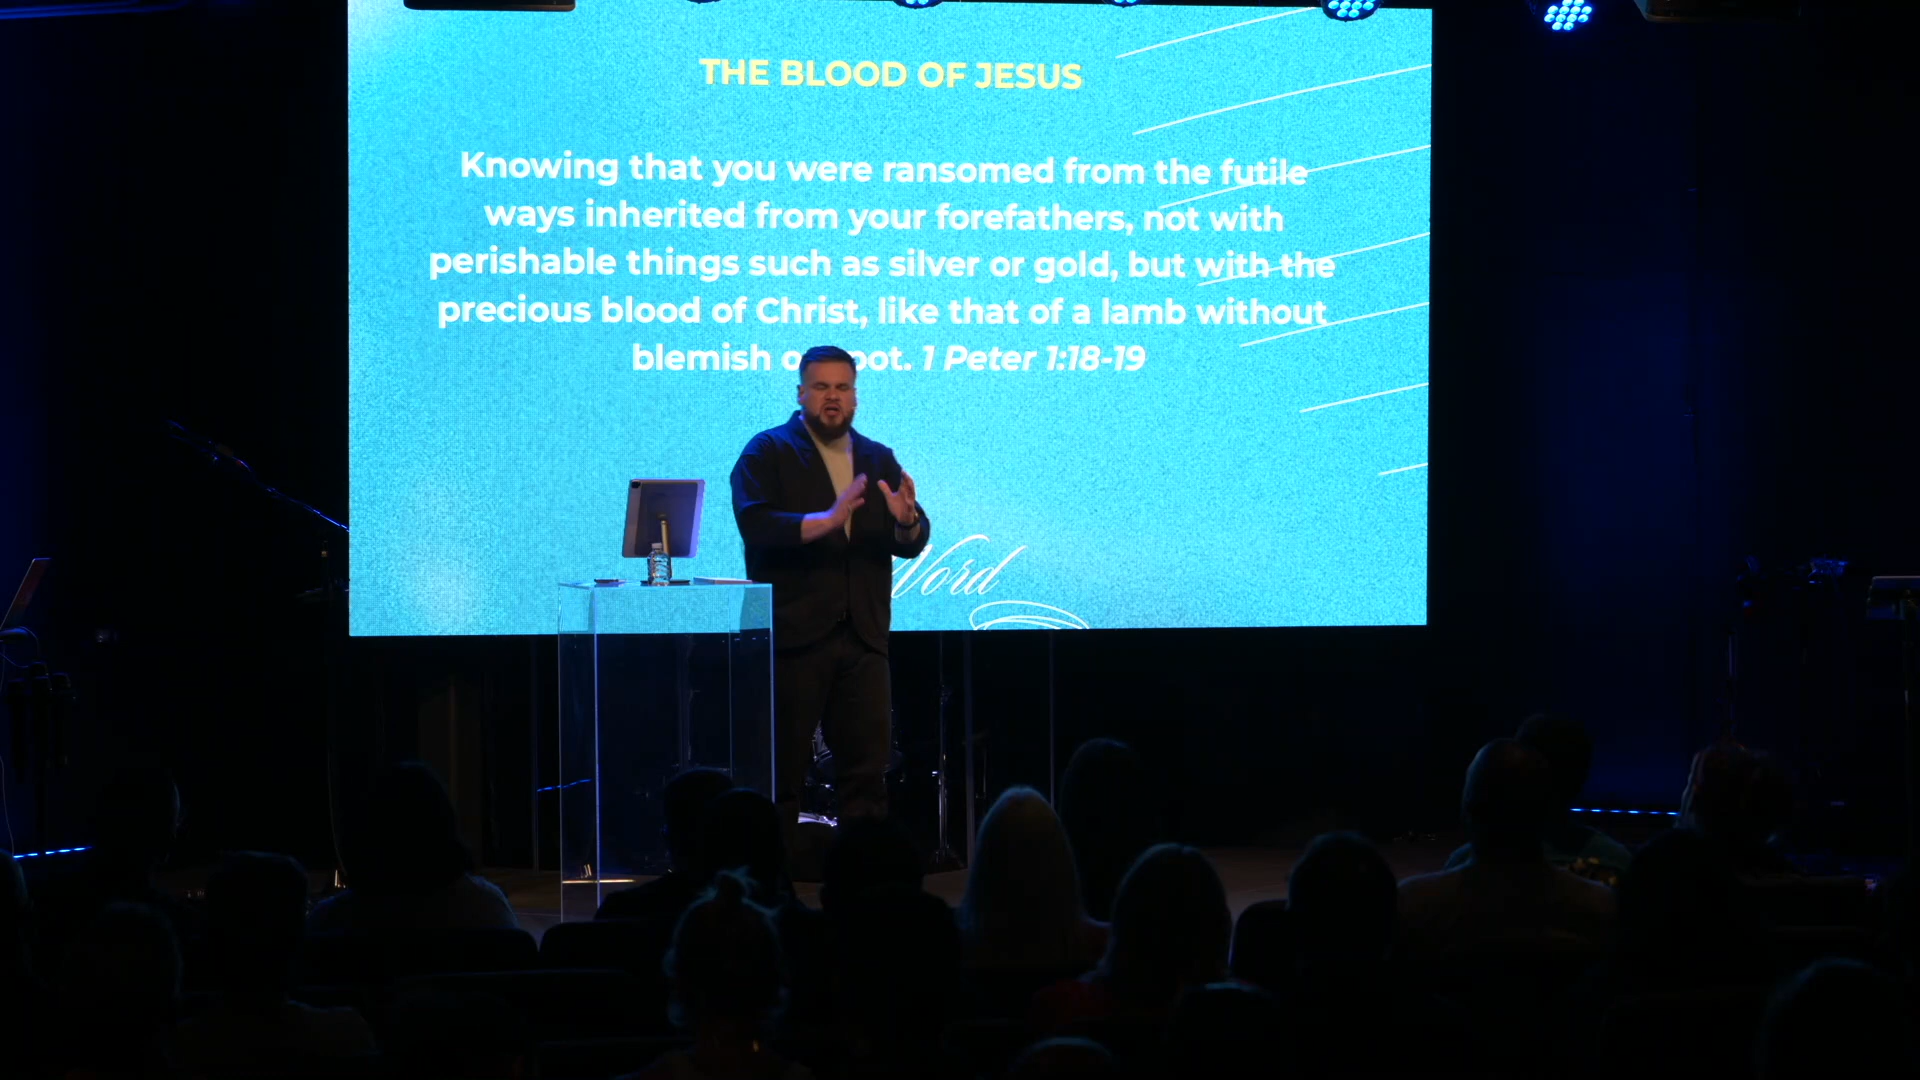 THE BLOOD OF JESUS
Knowing that you were ransomed from the futile
ways inherited from your forefathers, not with
perishable things such as silver or gold, but with the
precious blood of Christ, like that of a lamb without
blemish 1 Peter 1:18-19
Word